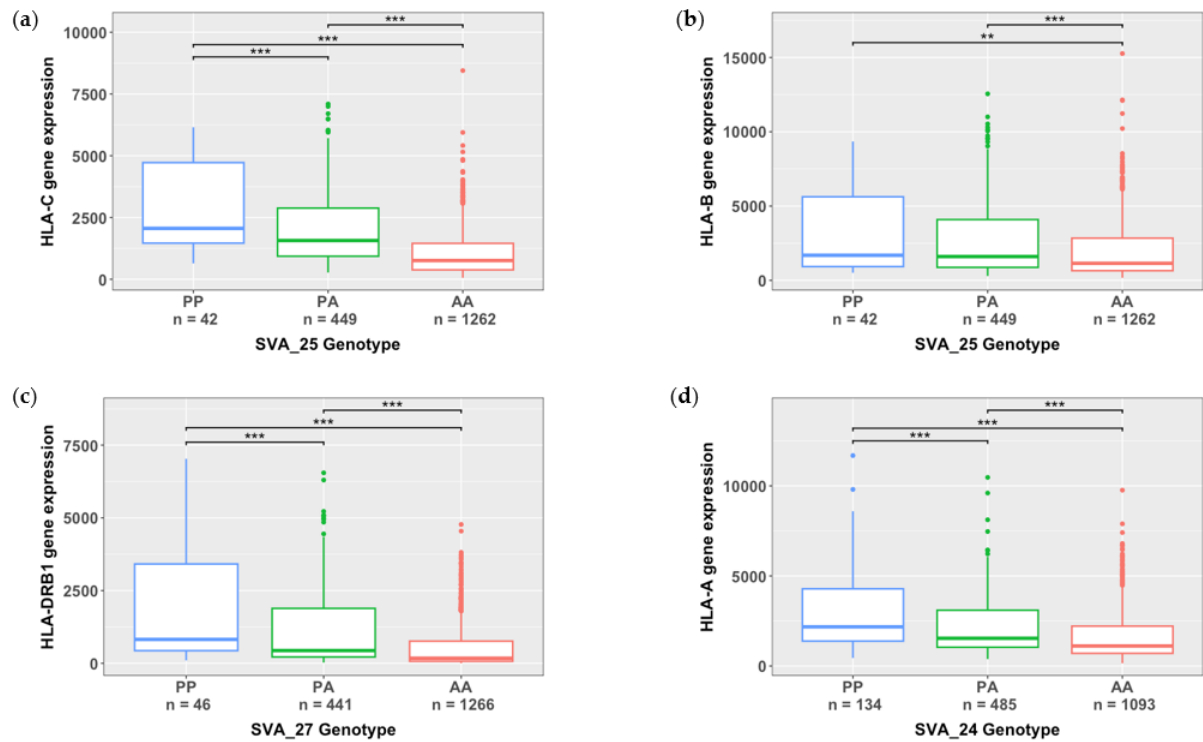 (a)
HLA-C gene expression
10000
7500
5000
2500
0
***
***
***
PP PA AA
n = 42 n = 449 n = 1262
SVA_25 Genotype
(b)
HLA-B gene expression
15000
10000
5000
0
***
**
PP PA AA
n = 42 n = 449 n = 1262
SVA_25 Genotype
(c)
HLA-DRB1 gene expression
7500
5000
2500
0
***
***
***
PP PA AA
n = 46 n = 441 n = 1266
SVA_27 Genotype
(d)
HLA-A gene expression
10000
5000
0
***
***
***
PP PA AA
n = 134 n = 485 n = 1093
SVA_24 Genotype